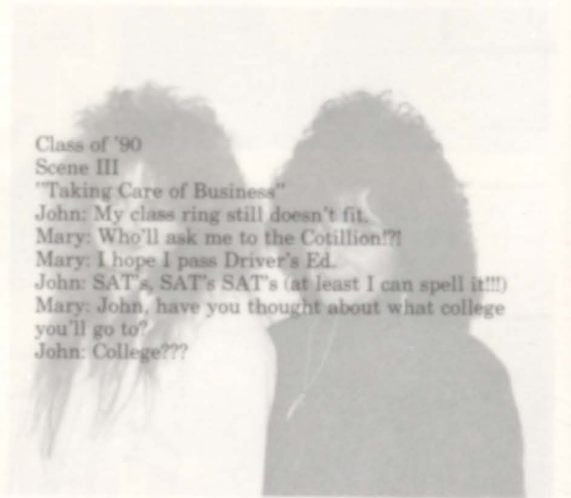 Class of '90
Scene III
"Taking Care of Business"
John: My class ring still doesn't fit.
Mary: Who'll ask me to the Cotillion!?!
Mary: I hope I pass Driver's Ed.
John: SAT's, SAT's SAT's (at least I can spell it!!!)
Mary: John, have you thought about what college
you'll go to?
John: College???